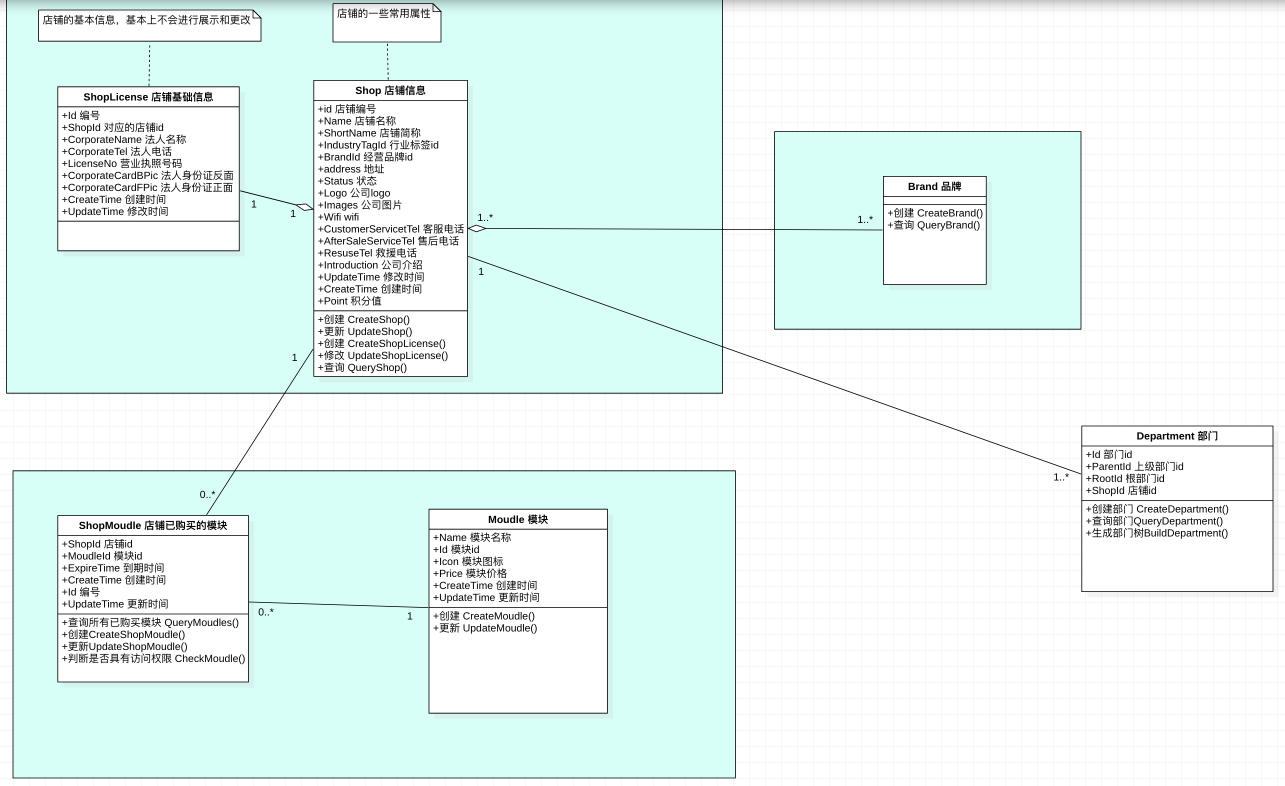 店铺的基本信息，基本上不会进行展示和更改
店铺的一些常用属性
ShopLicense 店铺基础信息
+Id 编号
+ShopId 对应的店铺id
+CorporateName 法人名称
+CorporateTel 法人电话
+LicenseNo 营业执照号码
+CorporateCardBPic 法人身份证反面
+CorporateCardFPic 法人身份证正面
+CreateTime 创建时间
+UpdateTime 修改时间
1
1
Shop 店铺信息
+id 店铺编号
+Name 店铺名称
+ShortName 店铺简称
+IndustryTagId 行业标签id
+BrandId 经营品牌id
+address 地址
+Status 状态
+Logo 公司logo
+Images 公司图片
+Wifi wifi
+CustomerServicetTel 客服电话
+AfterSaleServiceTel 售后电话
+ResuseTel 救援电话
+Introduction 公司介绍
+UpdateTime 修改时间
+CreateTime 创建时间
+Point 积分值
+创建 CreateShop()
+更新 UpdateShop()
+创建 CreateShopLicense()
+修改 UpdateShopLicense()
+查询 QueryShop()
1..*
1..*
1
1
Brand 品牌
+创建 CreateBrand()
+查询 QueryBrand()
Department 部门
+Id 部门id
+ParentId 上级部门id
+RootId 根部门id
+ShopId 店铺id
+创建部门 CreateDepartment()
+查询部门QueryDepartment()
+生成部门树BuildDepartment()
1..*
0..*
ShopMoudle 店铺已购买的模块
+ShopId 店铺id
+MoudleId 模块id
+ExpireTime 到期时间
+CreateTime 创建时间
+Id 编号
+UpdateTime 更新时间
+查询所有已购买模块 QueryMoudles()
+创建CreateShopMoudle()
+更新UpdateShopMoudle()
+判断是否具有访问权限 CheckMoudle()
0..*
1
Moudle 模块
+Name 模块名称
+Id 模块id
+Icon 模块图标
+Price 模块价格
+CreateTime 创建时间
+UpdateTime 更新时间
+创建 CreateMoudle()
+更新 UpdateMoudle()